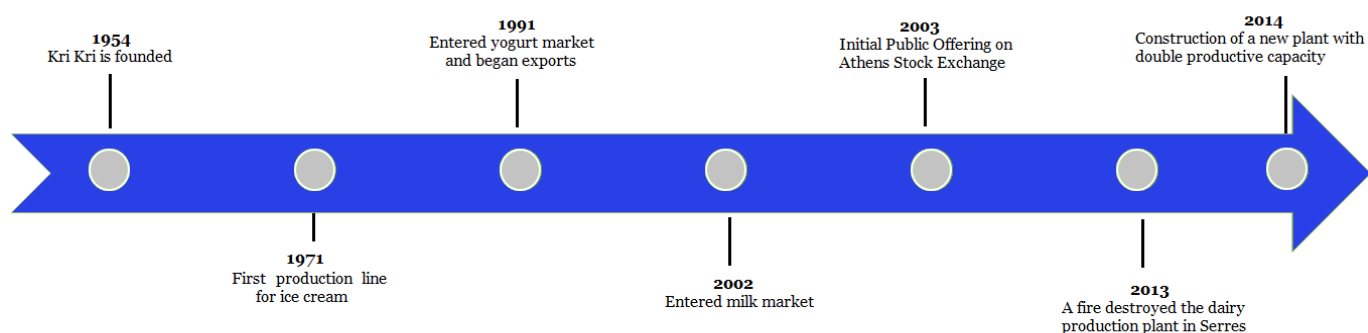 1954
Kri Kri is founded
1971
First production line
for ice cream
1991
Entered yogurt market
and began exports
2002
Entered milk market
2003
Initial Public Offering on
Athens Stock Exchange
2013
A fire destroyed the dairy
production plant in Serres
2014
Construction of a new plant with
double productive capacity